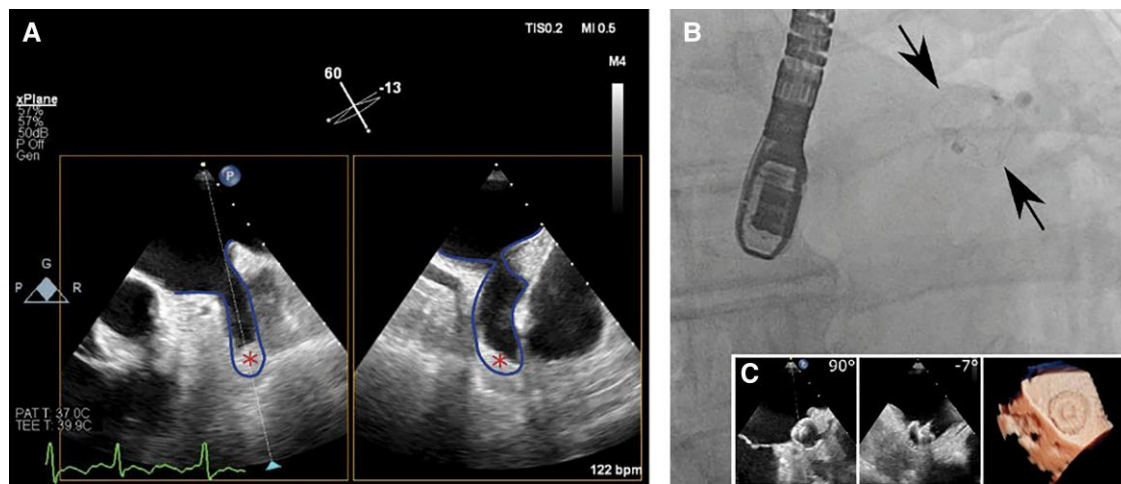 A
TIS0.2 MI 0.5
M4
60
-13
xPlane
57%
57%
50dB
P Off
Gen
P
G
P R
PAT T: 37.0C
TEE T: 39.9C
122 bpm
B
C
90°
-7°